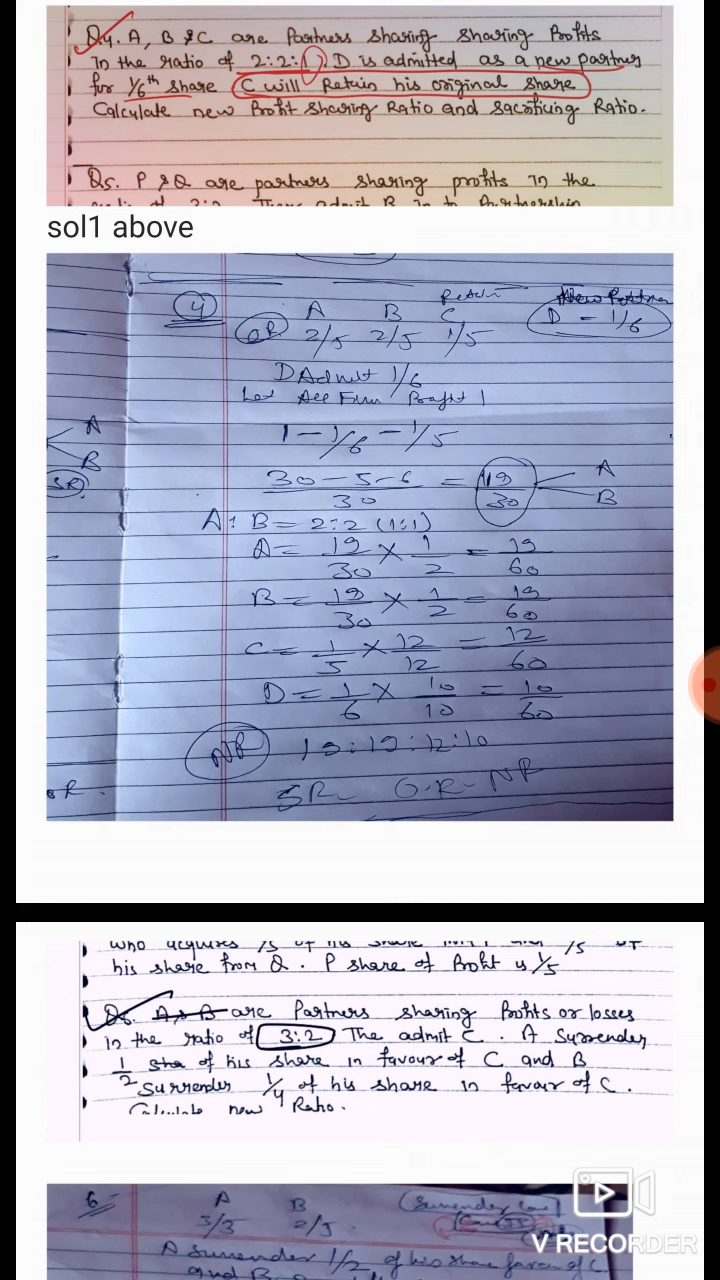 Q4. A, B & C are Partners sharing sharing Profits
in the ratio of 2:2:1. D is admitted as a new partner
for 1/6th share C will Retain his original share
Calculate new Profit sharing Ratio and Sacrificing Ratio.
Q5. P & Q are partners sharing profits in the
sol1 above
4
A B C
New Partner
D - 1/6
OR 2/5 2/5 1/5
D Admit 1/6
Let All Firm Profit 1
1 - 1/6 - 1/5
30-5-6/30 = 19/30
A
B
A : B = 2:2 (1:1)
A = 19/30 × 1/2 = 19/60
B = 19/30 × 1/2 = 19/60
C = 1/5 × 12/12 = 12/60
D = 1/6 × 10/10 = 10/60
NR 19:19:12:10
SR = O.R - NR
A
B
SR
R.
his share from Q. P share of Profit is 1/5
Q6. A & B are Partners sharing Profits or losses
in the ratio of 3:2 The admit C. A Surrender
1/2 of his share in favour of C and B
Surrender 1/4 of his share in favour of C.
Calculate new Ratio.
6 A B
A surrender 1/2 of his share favour of C
and B
V RECORDER